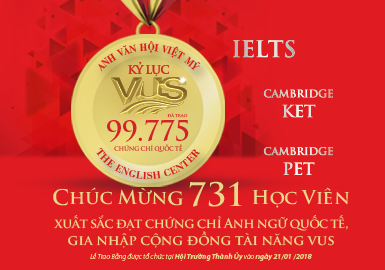 ANH VĂN HỘI VIỆT MỸ
KỶ LỤC
VUS
ĐÃ TRAO
99.775
CHỨNG CHỈ QUỐC TẾ
THE ENGLISH CENTER
IELTS
CAMBRIDGE
KET
CAMBRIDGE
PET
CHÚC MỪNG 731 HỌC VIÊN
XUẤT SẮC ĐẠT CHỨNG CHỈ ANH NGỮ QUỐC TẾ,
GIA NHẬP CỘNG ĐỒNG TÀI NĂNG VUS
Lễ Trao Bằng được tổ chức tại Hội Trường Thành Ủy vào ngày 21/01 /2018